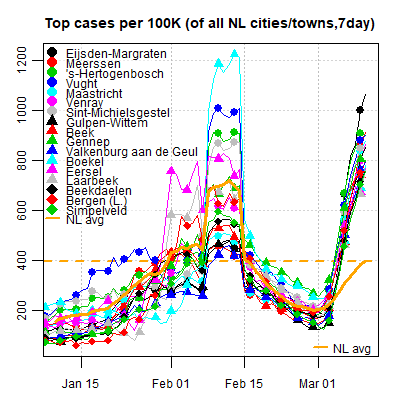 Top cases per 100K (of all NL cities/towns,7day)
1200
1000
800
600
400
200
Eijsden-Margraten
Meerssen
's-Hertogenbosch
Vught
Maastricht
Venray
Sint-Michielsgestel
Gulpen-Wittem
Beek
Gennep
Valkenburg aan de Geul
Boekel
Eersel
Laarbeek
Beekdaelen
Bergen (L.)
Simpelveld
NL avg
NL avg
Jan 15
Feb 01
Feb 15
Mar 01